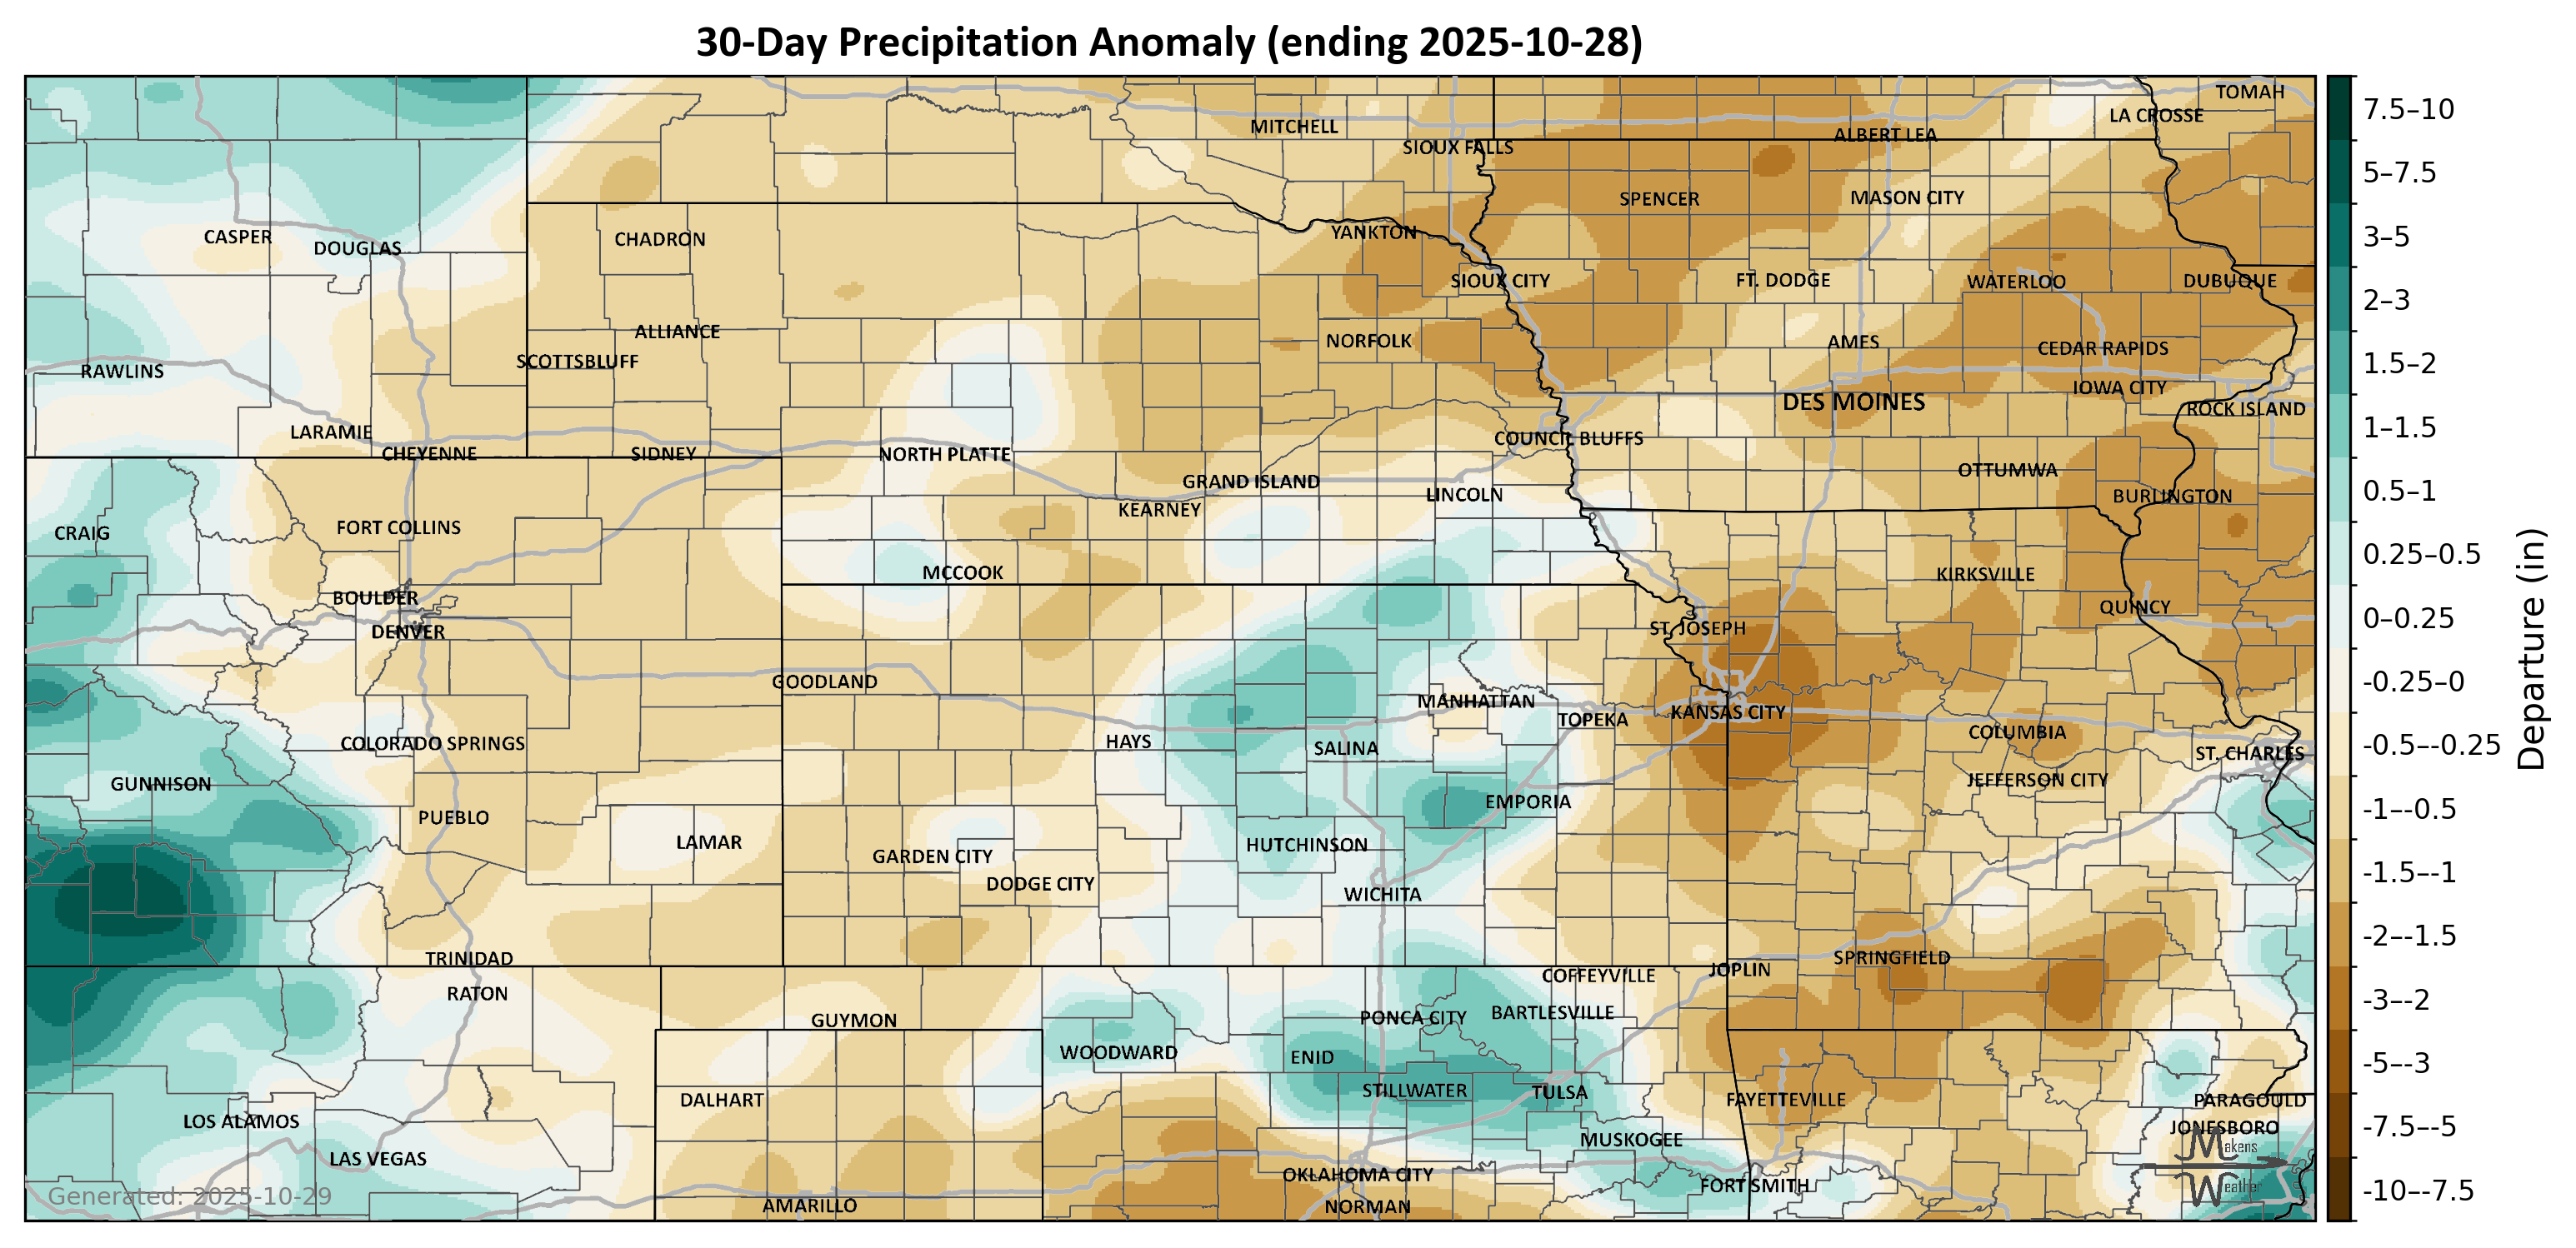 30-Day Precipitation Anomaly (ending 2025-10-28)
TOMAH
LA CROSSE
MITCHELL
ALBERT LEA
SIOUX FALLS
SPENCER
MASON CITY
CASPER
DOUGLAS
CHADRON
YANKTON
SIOUX CITY
FT. DODGE
WATERLOO
DUBUQUE
ALLIANCE
SCOTTSBLUFF
NORFOLK
AMES
CEDAR RAPIDS
RAWLINS
IOWA CITY
DES MOINES
ROCK ISLAND
LARAMIE
CHEYENNE
SIDNEY
NORTH PLATTE
COUNCIL BLUFFS
GRAND ISLAND
LINCOLN
OTTUMWA
BURLINGTON
KEARNEY
CRAIG
FORT COLLINS
MCCOOK
KIRKSVILLE
BOULDER
QUINCY
DENVER
ST. JOSEPH
GOODLAND
MANHATTAN
TOPEKA
KANSAS CITY
COLORADO SPRINGS
HAYS
SALINA
COLUMBIA
ST. CHARLES
GUNNISON
JEFFERSON CITY
PUEBLO
EMPORIA
LAMAR
GARDEN CITY
HUTCHINSON
DODGE CITY
WICHITA
TRINIDAD
SPRINGFIELD
JOPLIN
COFFEYVILLE
RATON
GUYMON
PONCA CITY
BARTLESVILLE
WOODWARD
ENID
STILLWATER
TULSA
DALHART
FAYETTEVILLE
PARAGOULD
LOS ALAMOS
JONESBORO
MUSKOGEE
LAS VEGAS
OKLAHOMA CITY
FORT SMITH
AMARILLO
NORMAN
Makens
Weather
Generated: 2025-10-29
7.5–10
5–7.5
3–5
2–3
1.5–2
1–1.5
0.5–1
0.25–0.5
0–0.25
-0.25–0
-0.5–-0.25
-1–-0.5
-1.5–-1
-2–-1.5
-3–-2
-5–-3
-7.5–-5
-10–-7.5
Departure (in)